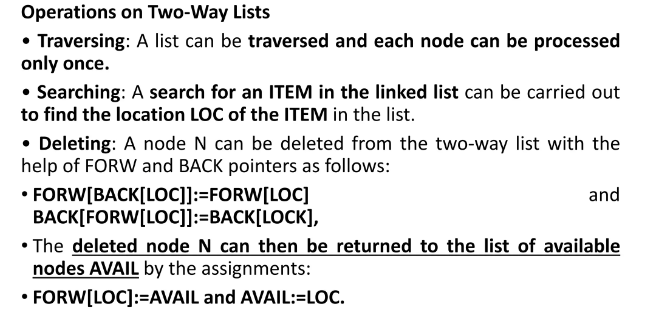 Operations on Two-Way Lists
• Traversing: A list can be traversed and each node can be processed
only once.
• Searching: A search for an ITEM in the linked list can be carried out
to find the location LOC of the ITEM in the list.
• Deleting: A node N can be deleted from the two-way list with the
help of FORW and BACK pointers as follows:
• FORW[BACK[LOC]]:=FORW[LOC] and
BACK[FORW[LOC]]:=BACK[LOCK],
• The deleted node N can then be returned to the list of available
nodes AVAIL by the assignments:
• FORW[LOC]:=AVAIL and AVAIL:=LOC.